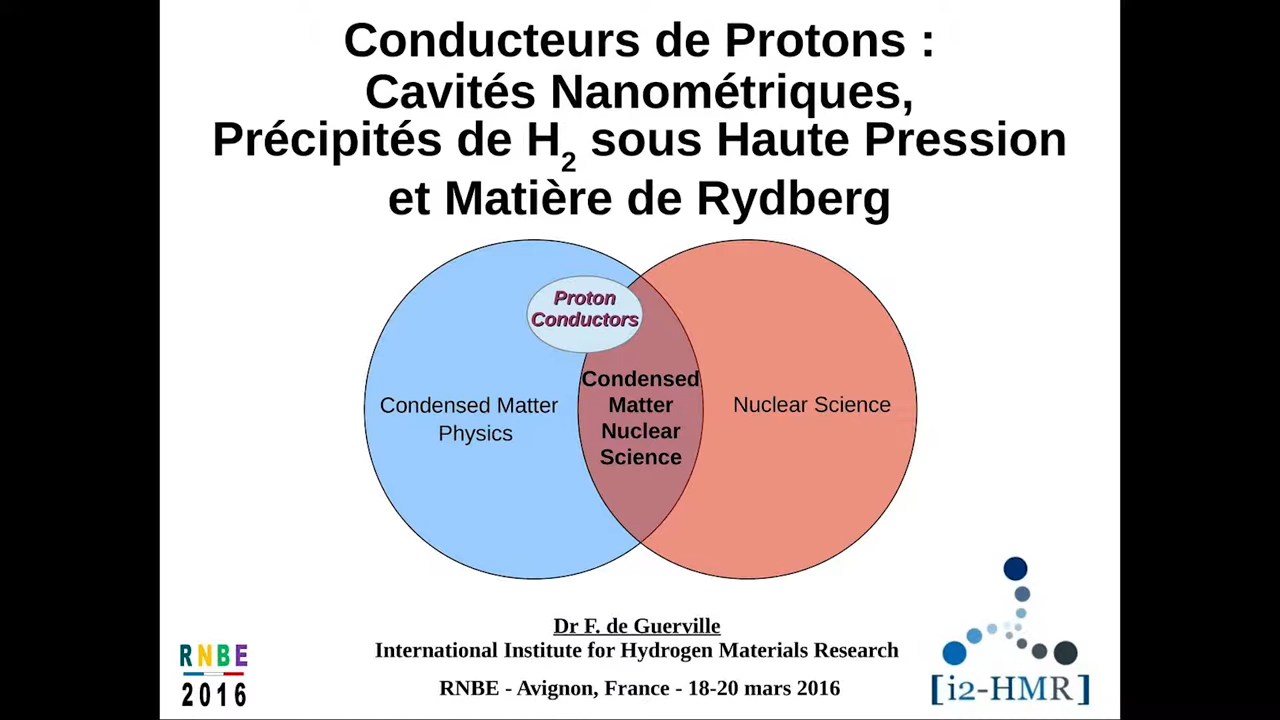 Conducteurs de Protons :
Cavités Nanométriques,
Précipités de H2 sous Haute Pression
et Matière de Rydberg
Proton
Conductors
Condensed Matter
Physics
Condensed
Matter
Nuclear
Science
Nuclear Science
Dr F. de Guerville
International Institute for Hydrogen Materials Research
RNBE - Avignon, France - 18-20 mars 2016
RNBE
2016
[i2-HMR]